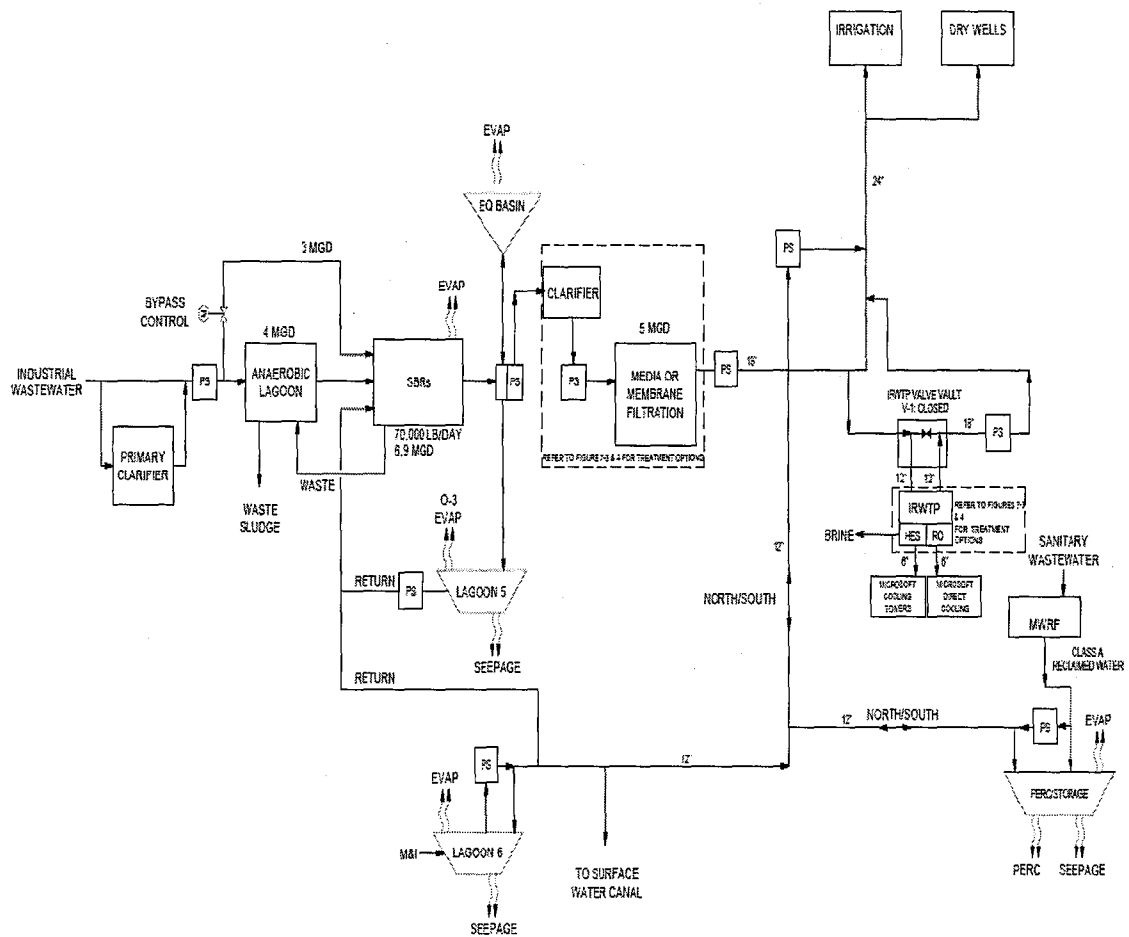 IRRIGATION
DRY WELLS
EVAP
24"
EQ BASIN
PS
3 MGD
BYPASS
CONTROL
EVAP
CLARIFIER
4 MGD
5 MGD
INDUSTRIAL
WASTEWATER
PS
ANAEROBIC
LAGOON
SBRs
PS
PS
MEDIA OR
MEMBRANE
FILTRATION
PS
18"
IRWTP VALVE VAULT
V-1: CLOSED
18"
PS
PRIMARY
CLARIFIER
70,000 LB/DAY
6.9 MGD
REFER TO FIGURE 7-3 & 4 FOR TREATMENT OPTIONS
WASTE
WASTE
SLUDGE
12"
12"
IRWTP
REFER TO FIGURES 7-3
& 4
FOR TREATMENT
OPTIONS
BRINE
HES
RO
6"
6"
MICROSOFT
COOLING
TOWERS
MICROSOFT
DIRECT
COOLING
SANITARY
WASTEWATER
O-3
EVAP
12"
RETURN
PS
LAGOON 5
NORTH/SOUTH
MWRF
SEEPAGE
CLASS A
RECLAIMED WATER
RETURN
12"
NORTH/SOUTH
PS
EVAP
PS
12"
EVAP
PERC/STORAGE
M&I
LAGOON 6
TO SURFACE
WATER CANAL
PERC
SEEPAGE
SEEPAGE